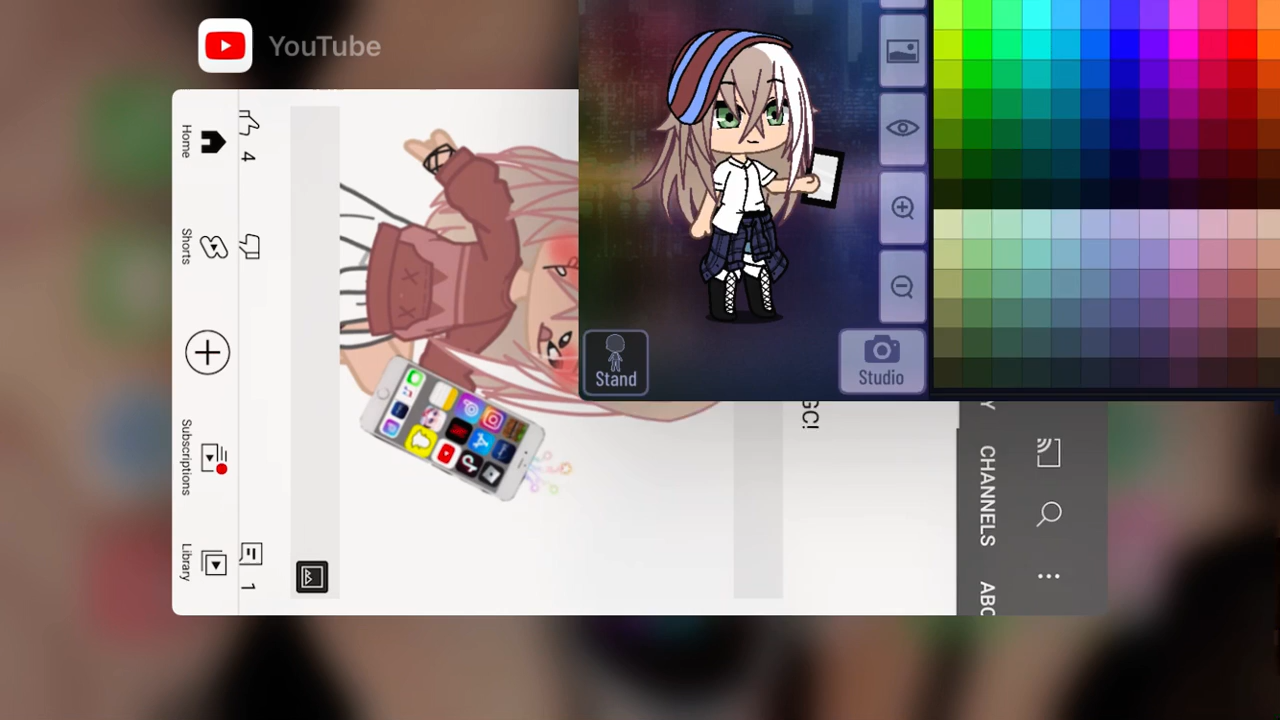 YouTube
Home
4
Shorts
Subscriptions
Library
1
Stand
Studio
GC!
Y
CHANNELS
ABC